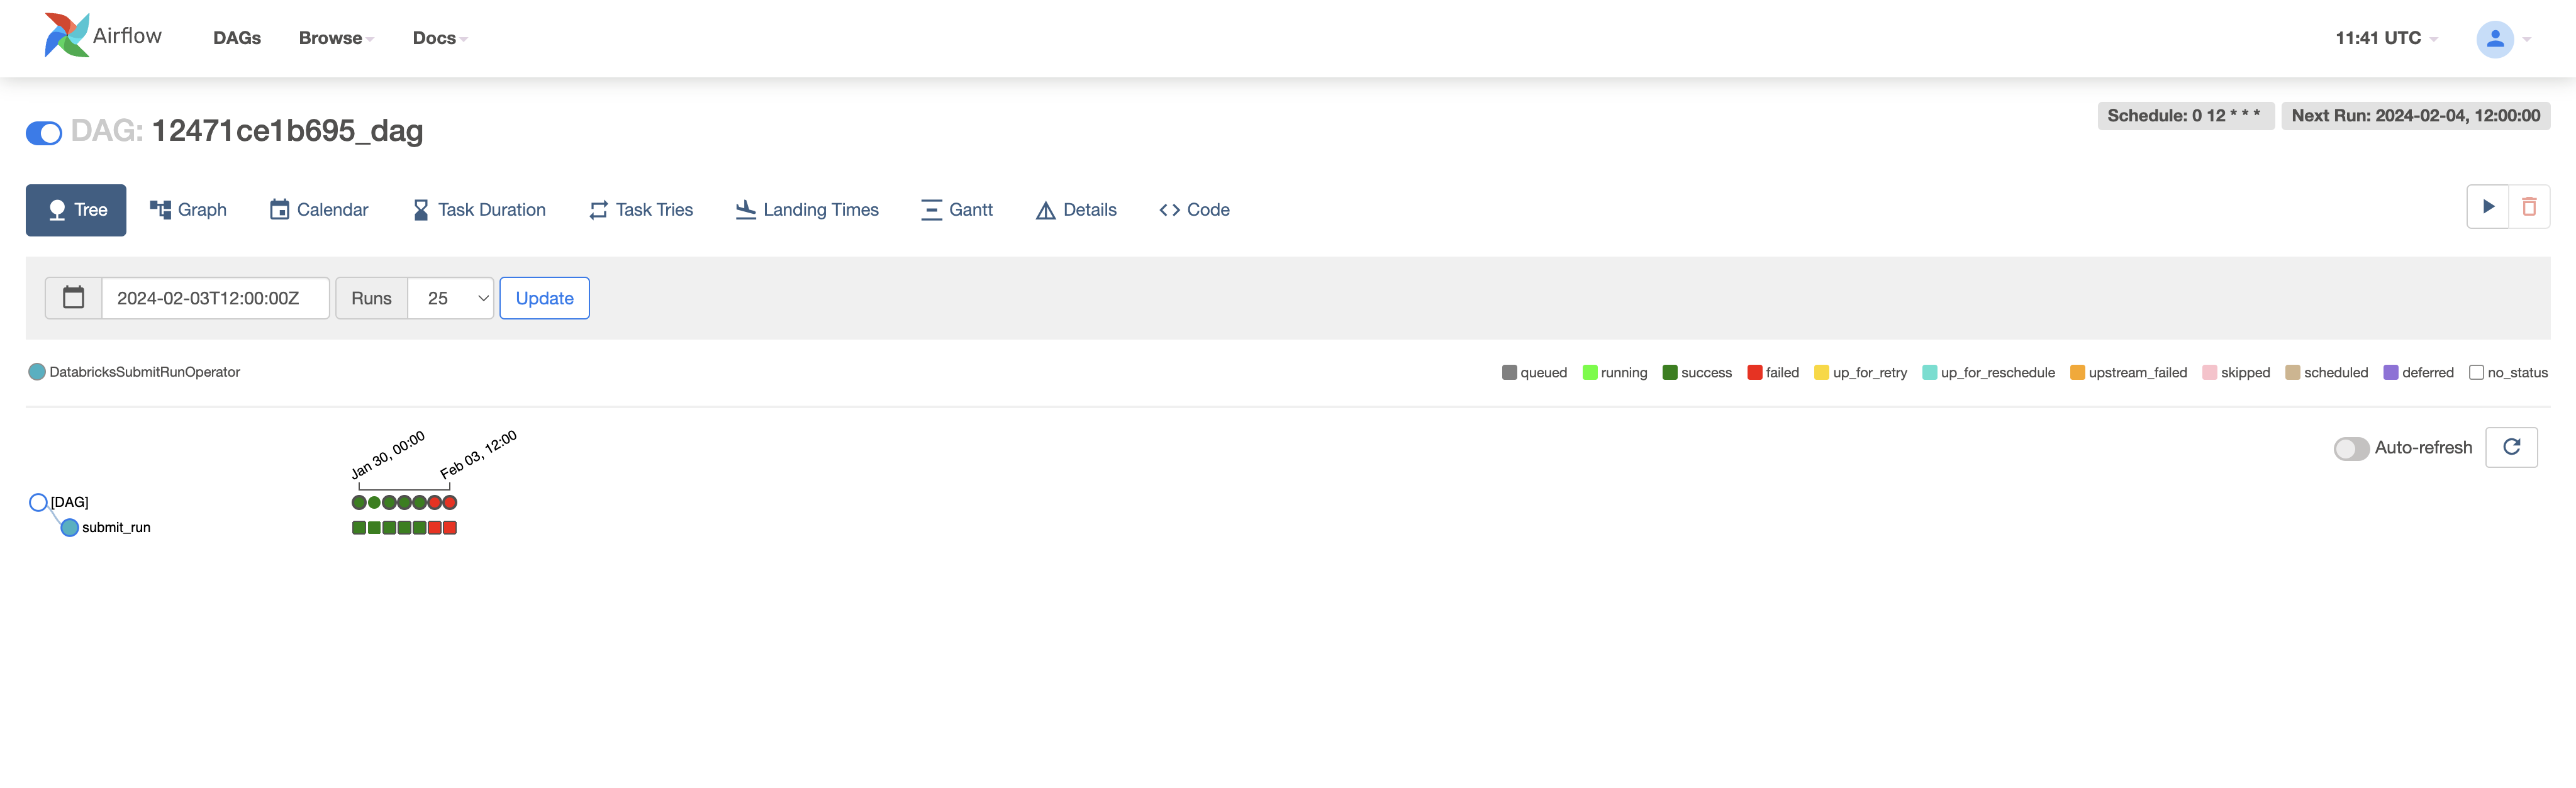 Airflow DAGs Browse Docs 11:41 UTC
DAG: 12471ce1b695_dag Schedule: 0 12 * * * Next Run: 2024-02-04, 12:00:00
Tree Graph Calendar Task Duration Task Tries Landing Times Gantt Details Code
2024-02-03T12:00:00Z Runs 25 Update
DatabricksSubmitRunOperator queued running success failed up_for_retry up_for_reschedule upstream_failed skipped scheduled deferred no_status
Jan 30, 00:00 Feb 03, 12:00 Auto-refresh
[DAG]
submit_run